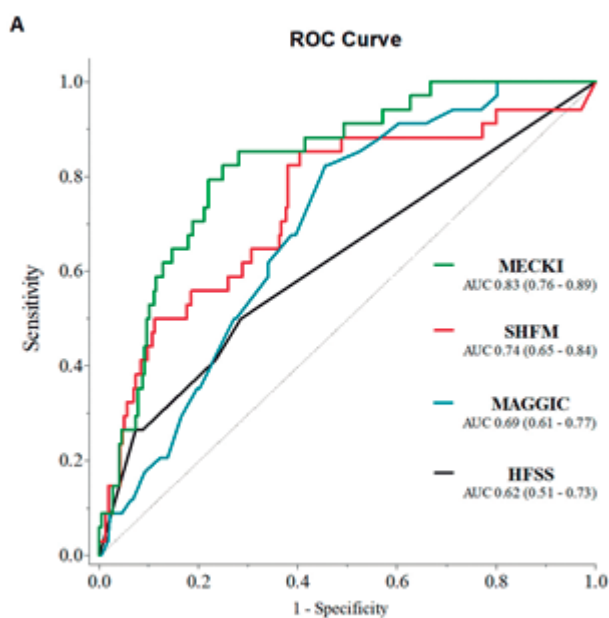 A
ROC Curve
1.0
0.8
0.6
0.4
0.2
0.0
Sensitivity
MECKI
AUC 0.83 (0.76 - 0.89)
SHFM
AUC 0.74 (0.65 - 0.84)
MAGGIC
AUC 0.69 (0.61 - 0.77)
HFSS
AUC 0.62 (0.51 - 0.73)
0.0 0.2 0.4 0.6 0.8 1.0
1 - Specificity